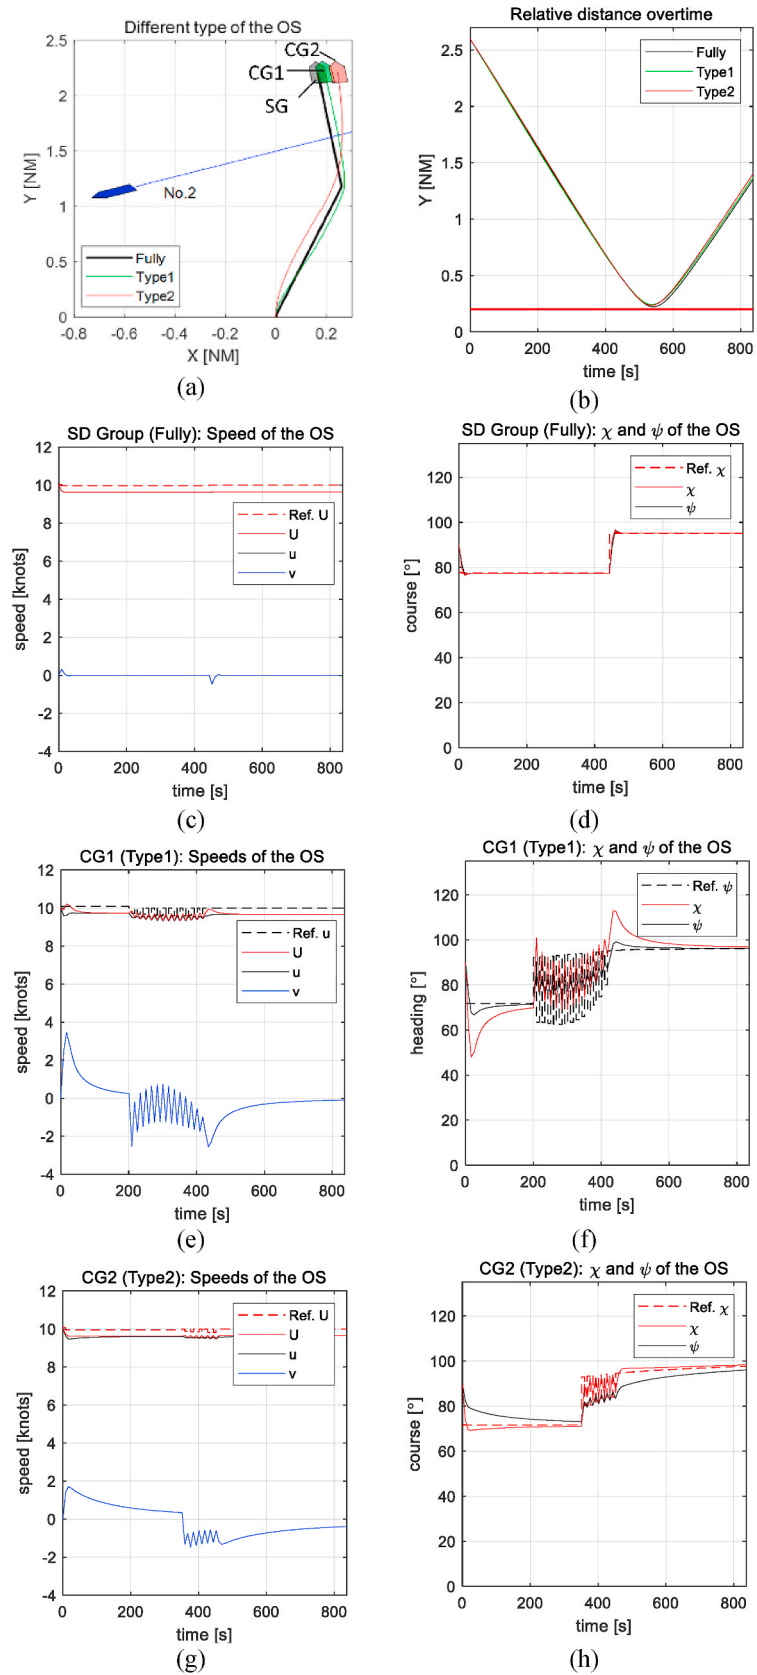 Different type of the OS
CG2
CG1
SG
No.2
Fully
Type1
Type2
Y [NM]
2.5
2
1.5
1
0.5
0
-0.8
-0.6
-0.4
-0.2
0
0.2
X [NM]
(a)
Relative distance overtime
Fully
Type1
Type2
Y [NM]
2.5
2
1.5
1
0.5
0
0
200
400
600
800
time [s]
(b)
SD Group (Fully): Speed of the OS
Ref. U
U
u
v
speed [knots]
12
10
8
6
4
2
0
-2
-4
0
200
400
600
800
time [s]
(c)
SD Group (Fully): χ and ψ of the OS
Ref. χ
χ
ψ
course [°]
120
100
80
60
40
20
0
0
200
400
600
800
time [s]
(d)
CG1 (Type1): Speeds of the OS
Ref. u
U
u
v
speed [knots]
12
10
8
6
4
2
0
-2
-4
0
200
400
600
800
time [s]
(e)
CG1 (Type1): χ and ψ of the OS
Ref. ψ
χ
ψ
heading [°]
120
100
80
60
40
20
0
0
200
400
600
800
time [s]
(f)
CG2 (Type2): Speeds of the OS
Ref. U
U
u
v
speed [knots]
12
10
8
6
4
2
0
-2
-4
0
200
400
600
800
time [s]
(g)
CG2 (Type2): χ and ψ of the OS
Ref. χ
χ
ψ
course [°]
120
100
80
60
40
20
0
0
200
400
600
800
time [s]
(h)